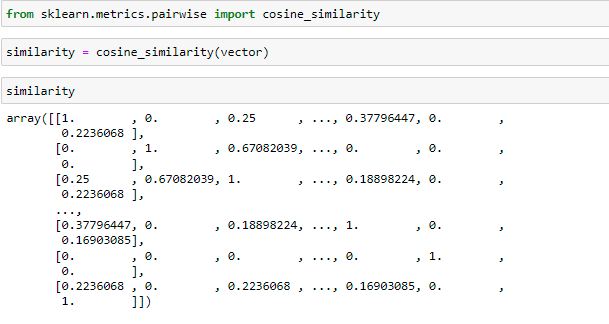 from sklearn.metrics.pairwise import cosine_similarity
similarity = cosine_similarity(vector)
similarity
array([[1.        , 0.        , 0.25      , ..., 0.37796447, 0.        ,
        0.2236068 ],
       [0.        , 1.        , 0.67082039, ..., 0.        , 0.        ,
        0.        ],
       [0.25      , 0.67082039, 1.        , ..., 0.18898224, 0.        ,
        0.2236068 ],
       ...,
       [0.37796447, 0.        , 0.18898224, ..., 1.        , 0.        ,
        0.16903085],
       [0.        , 0.        , 0.        , ..., 0.        , 1.        ,
        0.        ],
       [0.2236068 , 0.        , 0.2236068 , ..., 0.16903085, 0.        ,
        1.        ]])